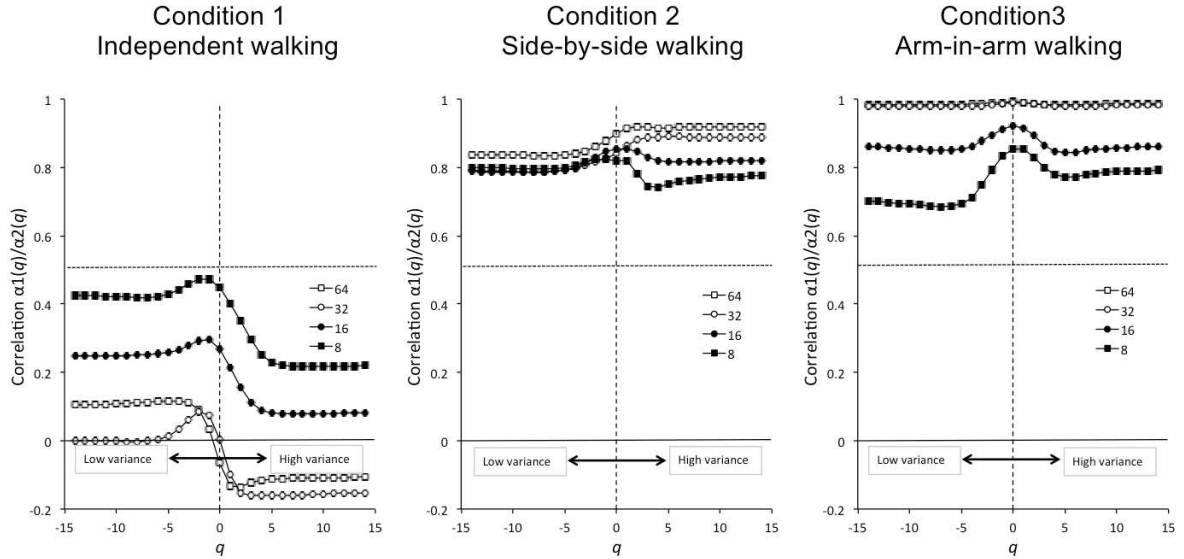 Condition 1
Independent walking
Condition 2
Side-by-side walking
Condition3
Arm-in-arm walking
Correlation α1(q)/α2(q)
1
0.8
0.6
0.4
0.2
0
-0.2
64
32
16
8
Low variance
High variance
-15 -10 -5 0 5 10 15
q
Correlation α1(q)/α2(q)
1
0.8
0.6
0.4
0.2
0
-0.2
64
32
16
8
Low variance
High variance
-15 -10 -5 0 5 10 15
q
Correlation α1(q)/α2(q)
1
0.8
0.6
0.4
0.2
0
-0.2
64
32
16
8
Low variance
High variance
-15 -10 -5 0 5 10 15
q